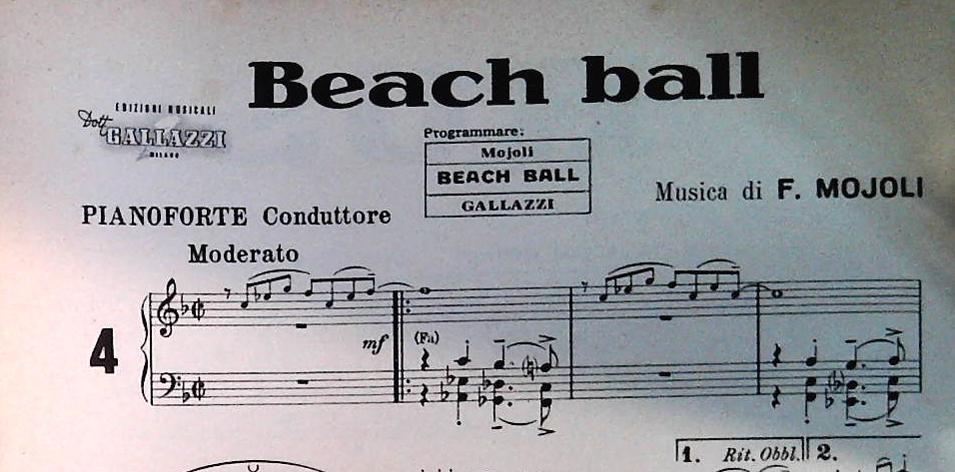 Beach ball
EDIZIONI MUSICALI
Dott.
GALLAZZI
MILANO
Programmare:
Mojoli
BEACH BALL
GALLAZZI
Musica di F. MOJOLI
PIANOFORTE Conduttore
Moderato
4
mf
(Fa)
1. Rit. Obbl. 2.